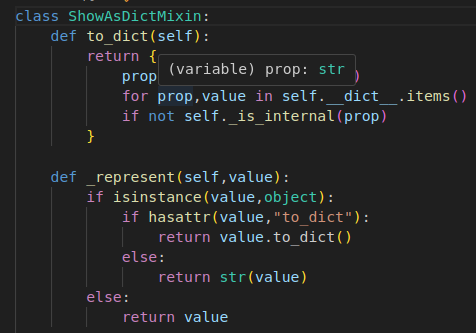 class ShowAsDictMixin:
    def to_dict(self):
        return {
            prop
(variable) prop: str
)
            for prop,value in self.__dict__.items()
            if not self._is_internal(prop)
        }
    def _represent(self,value):
        if isinstance(value,object):
            if hasattr(value,"to_dict"):
                return value.to_dict()
            else:
                return str(value)
        else:
            return value